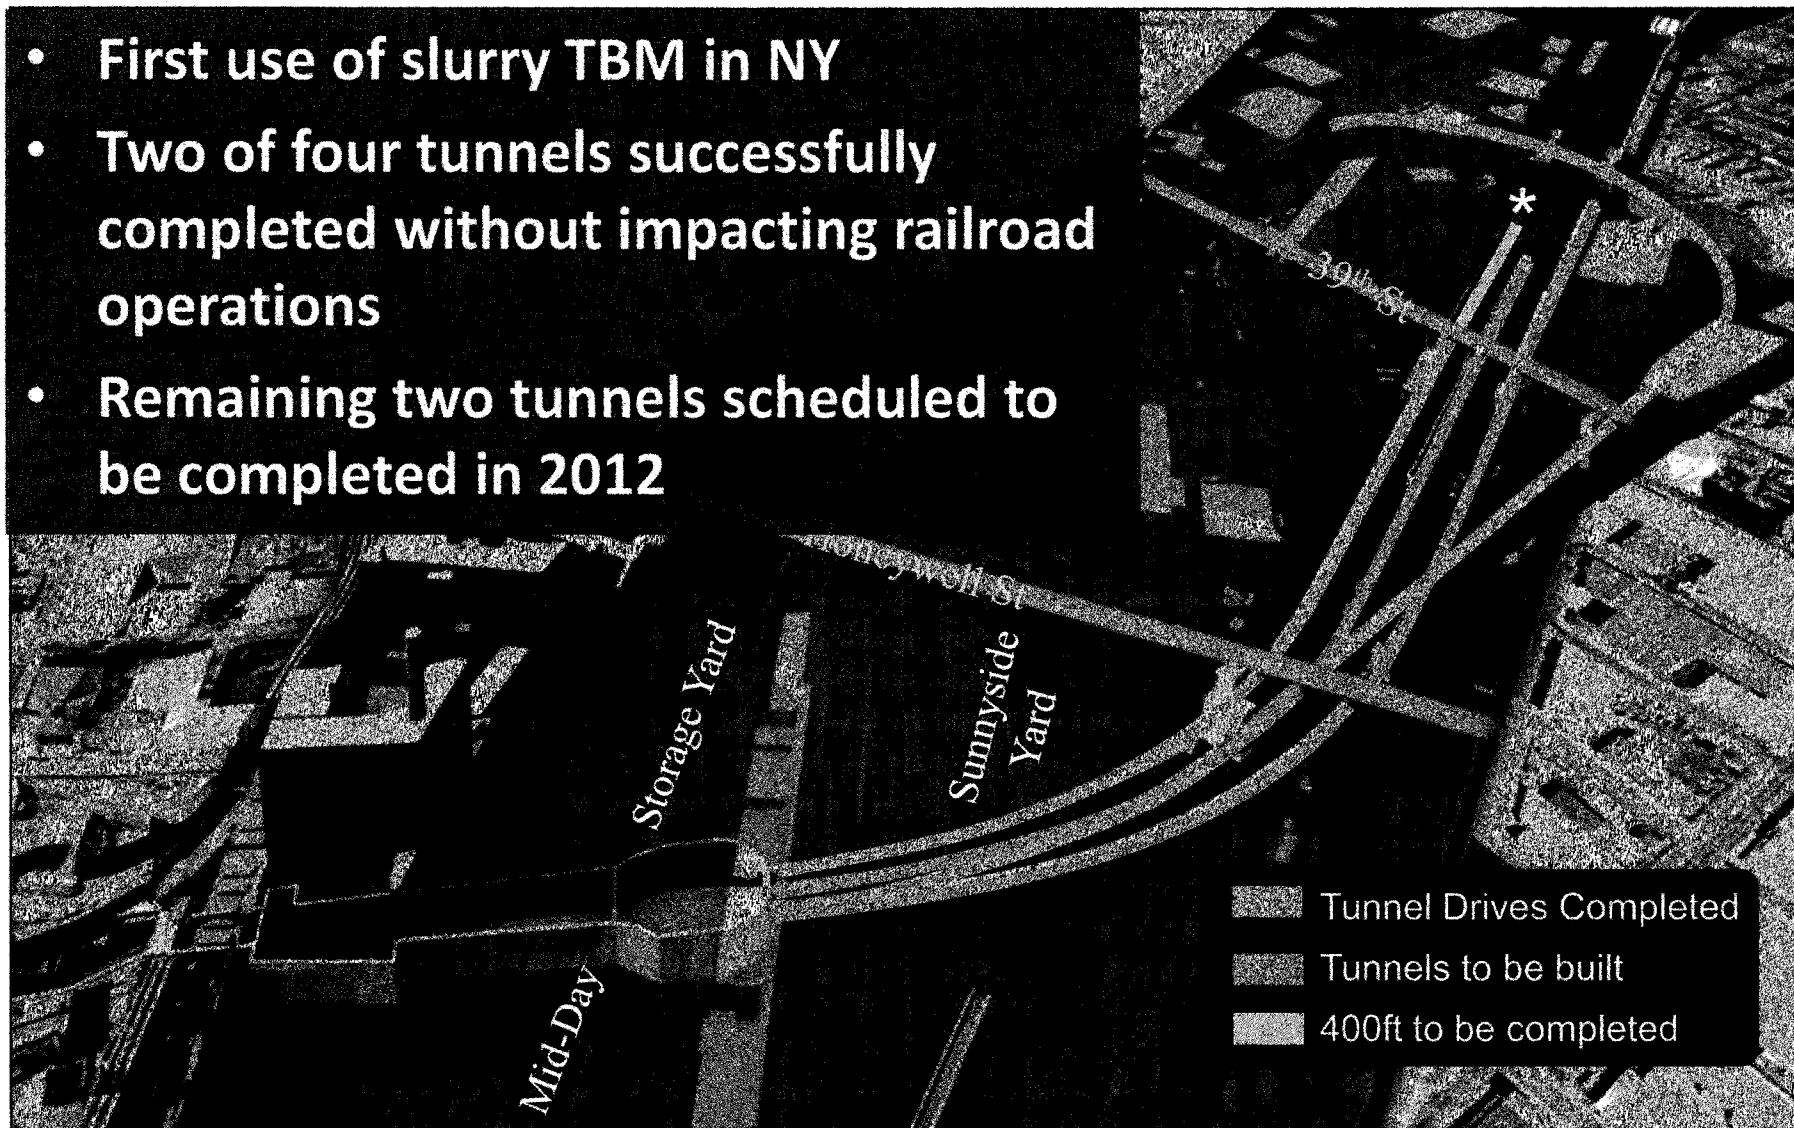 • First use of slurry TBM in NY
• Two of four tunnels successfully
completed without impacting railroad
operations
• Remaining two tunnels scheduled to
be completed in 2012
*
39th St
St
Storage Yard
Sunnyside
Yard
Mid-Day
Tunnel Drives Completed
Tunnels to be built
400ft to be completed